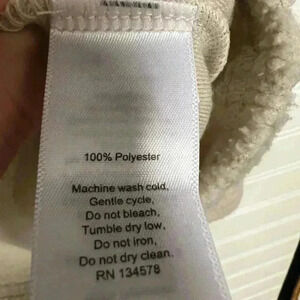 100% Polyester
Machine wash cold,
Gentle cycle,
Do not bleach,
Tumble dry low,
Do not iron,
Do not dry clean.
RN 134578